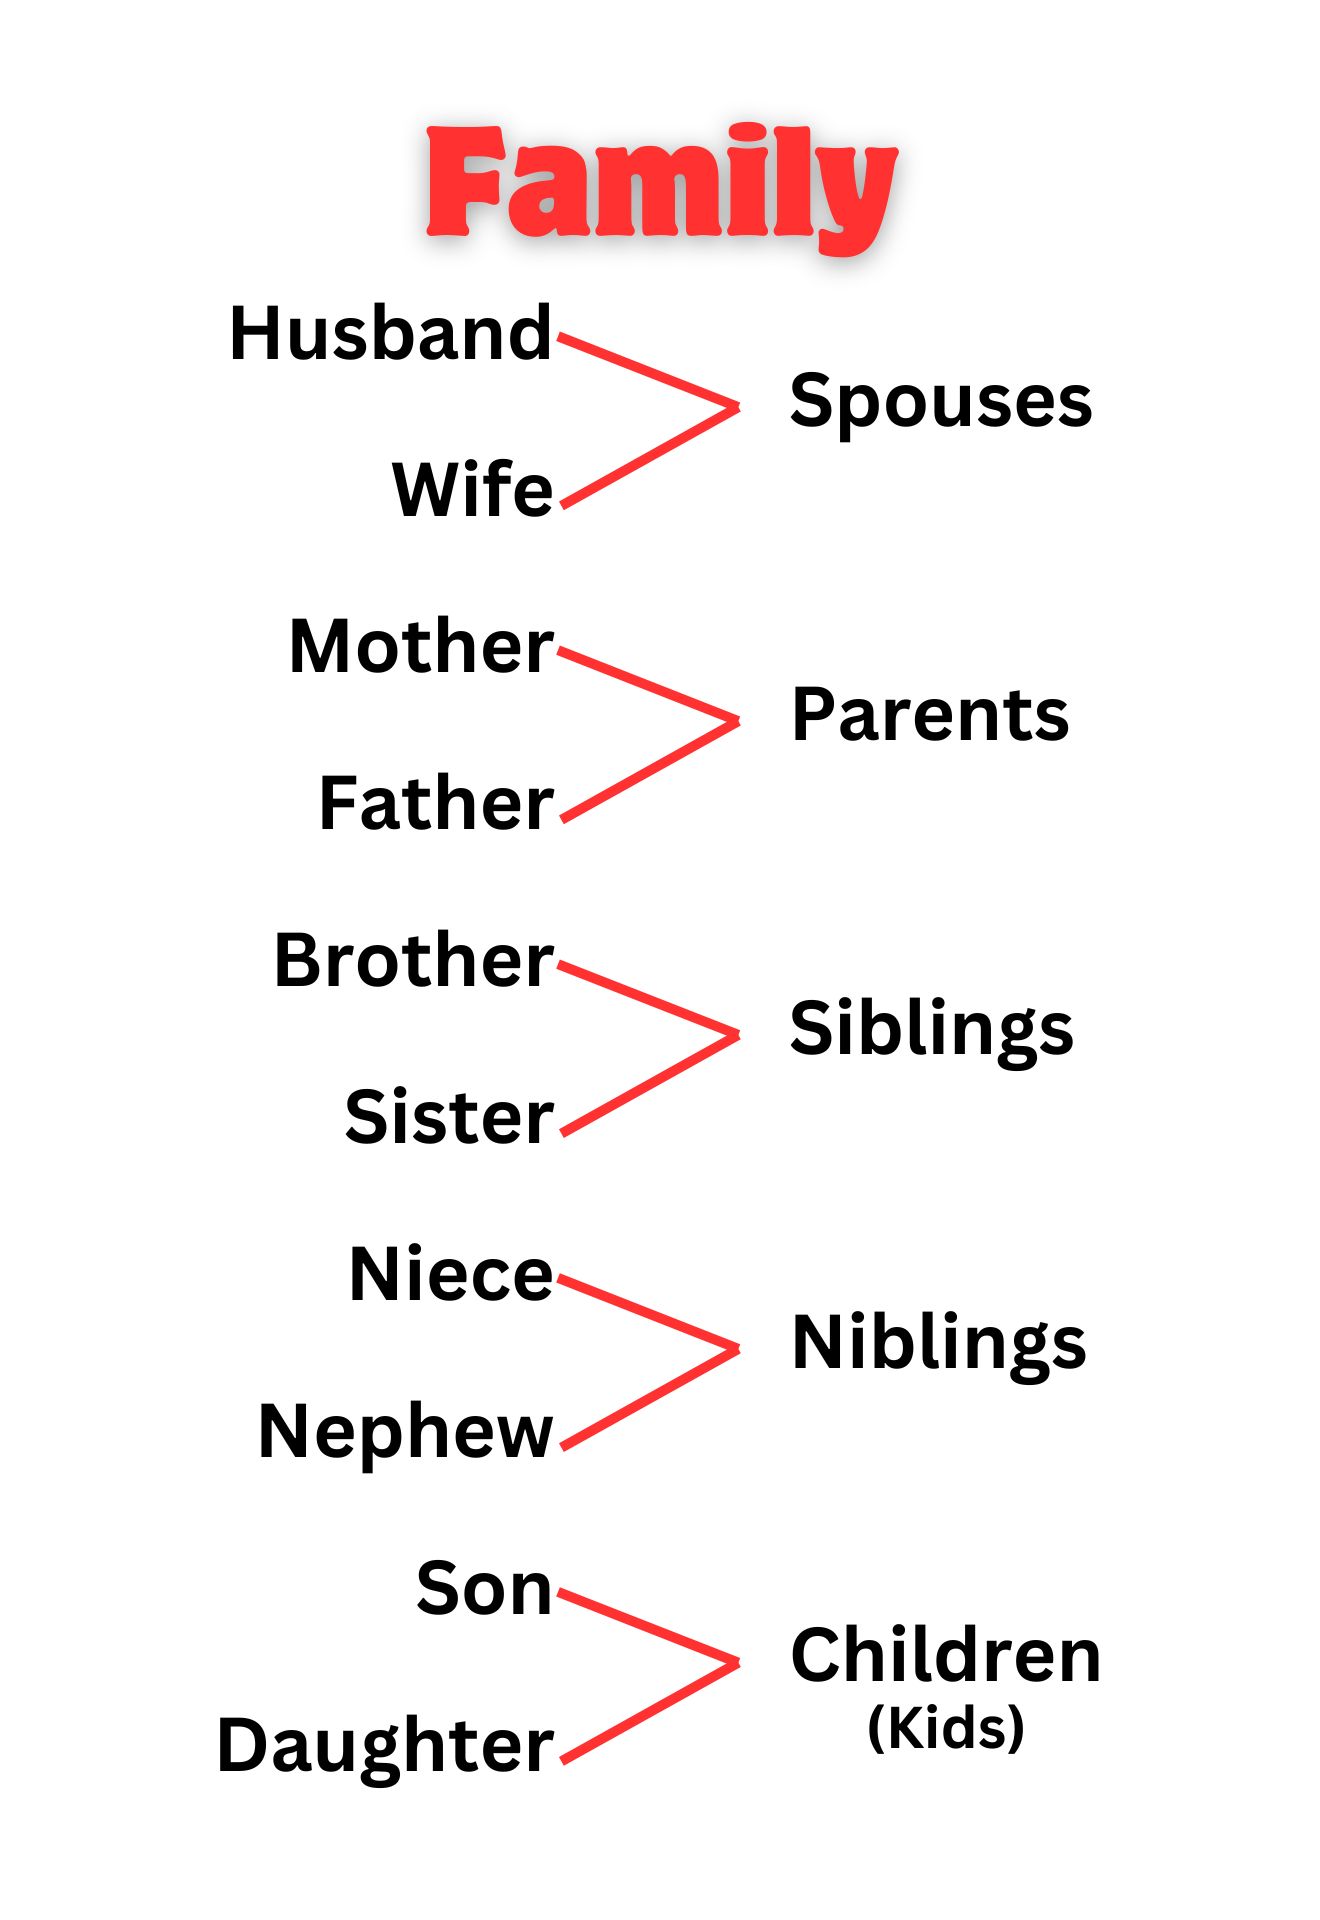 Family
Husband
Spouses
Wife
Mother
Parents
Father
Brother
Siblings
Sister
Niece
Niblings
Nephew
Son
Children
(Kids)
Daughter